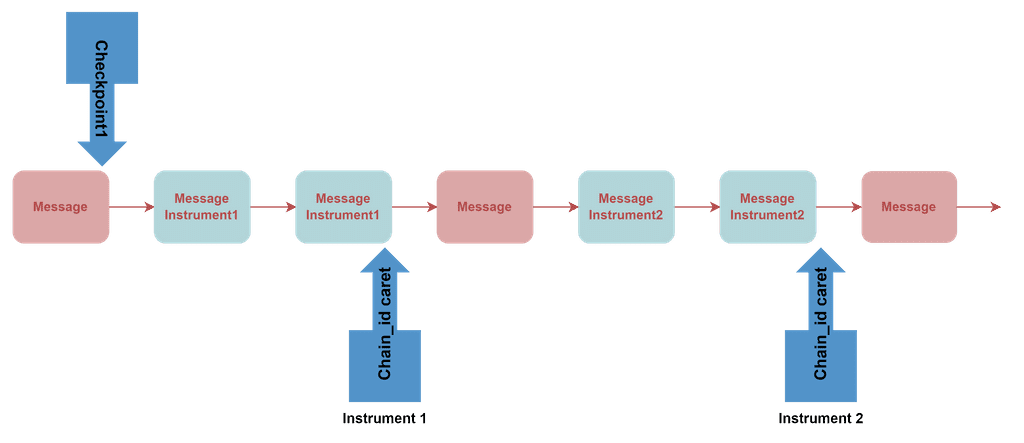 Checkpoint1
Message
Message
Instrument1
Message
Instrument1
Message
Message
Instrument2
Message
Instrument2
Message
Chain_id caret
Chain_id caret
Instrument 1
Instrument 2